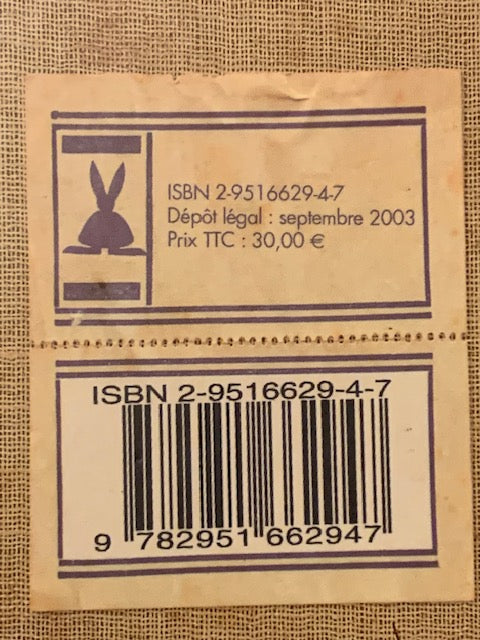 ISBN 2-9516629-4-7
Dépôt légal : septembre 2003
Prix TTC : 30,00 €
ISBN 2-9516629-4-7
9 782951 662947